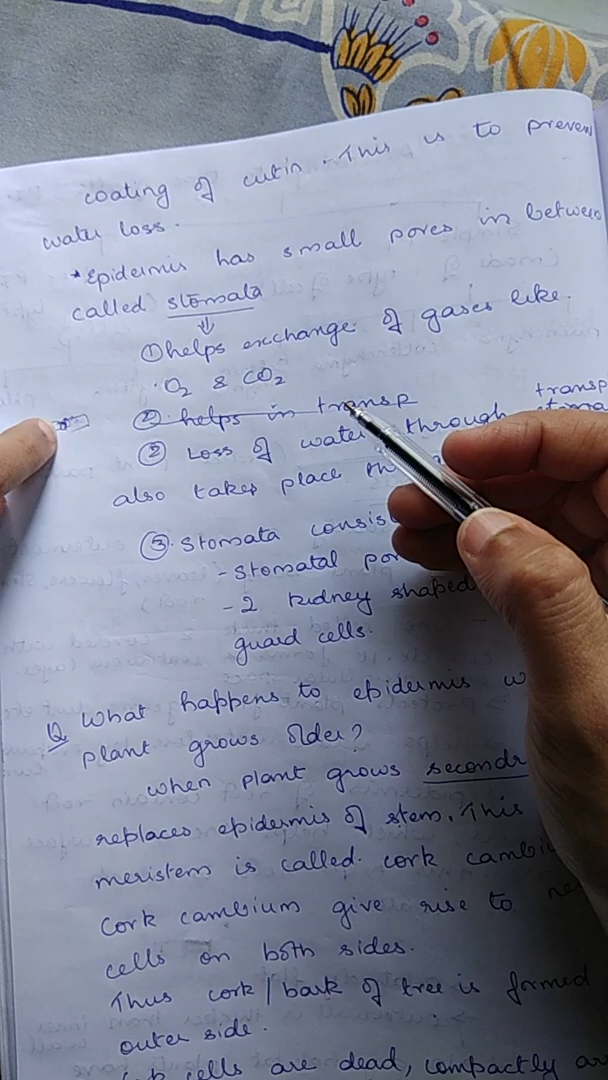 coating of cutin. This is to preven
water loss.
*Epidermis has small pores in between
called stomata
① helps exchange of gases like
O2 & CO2
② helps in transp
② Loss of water through
transp
also takes place
③ Stomata consis
- stomatal por
- 2 kidney shaped
guard cells.
Q What happens to epidermis w
plant grows older?
when plant grows secondr
replaces epidermis of stem. This
meristem is called. cork cambi
Cork cambium give rise to ne
cells on both sides.
Thus cork/bark of tree is formed
outer side.
cells are dead, compactly ar